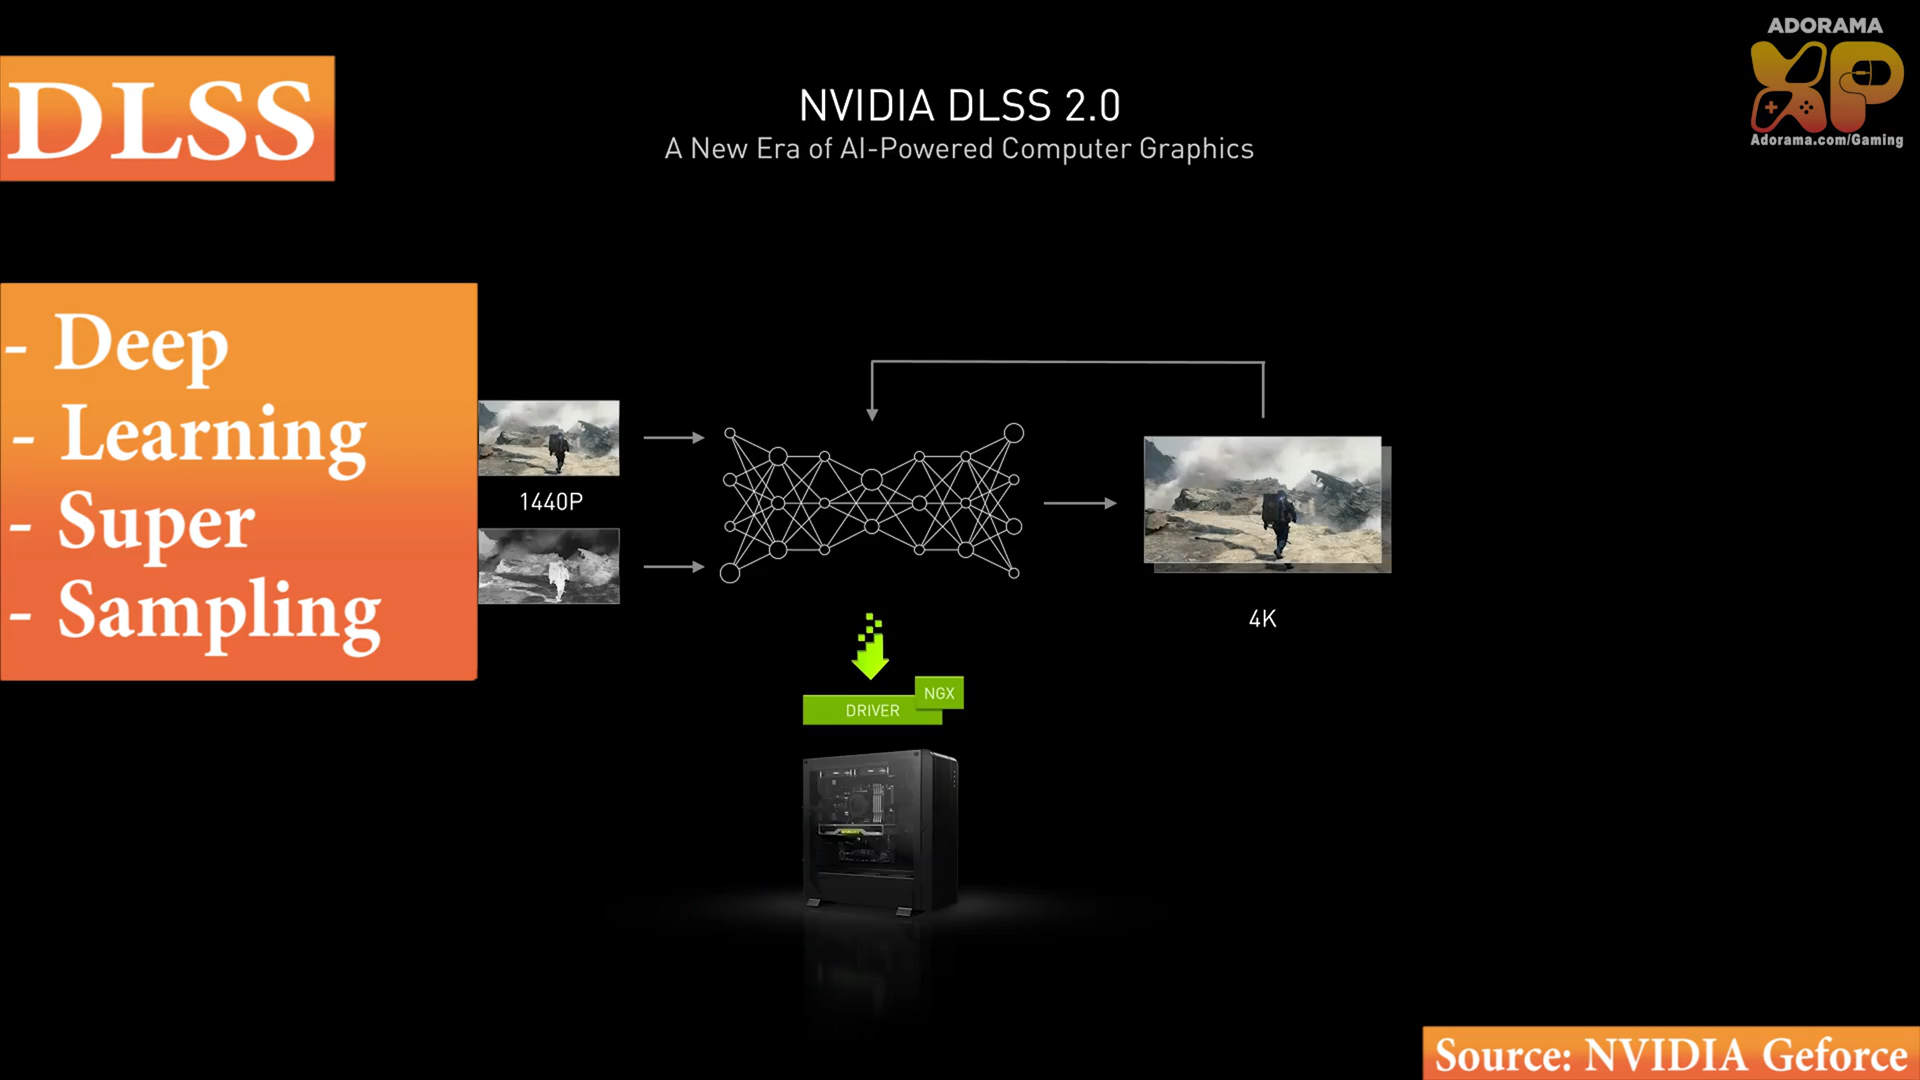 ADORAMA
XP
Adorama.com/Gaming
DLSS
NVIDIA DLSS 2.0
A New Era of AI-Powered Computer Graphics
- Deep
- Learning
- Super
- Sampling
1440P
4K
NGX
DRIVER
Source: NVIDIA Geforce